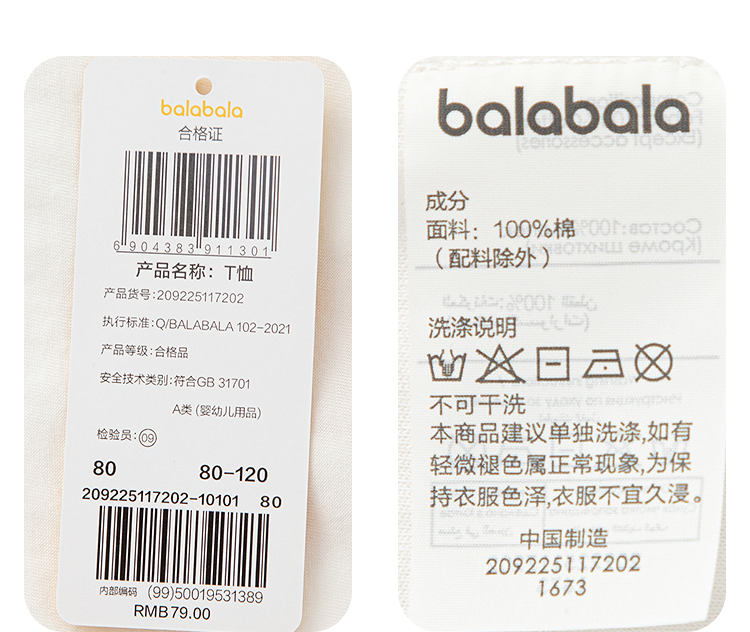 balabala
合格证
6 904383 911301
产品名称：T恤
产品货号:209225117202
执行标准:Q/BALABALA 102-2021
产品等级:合格品
安全技术类别:符合GB 31701
A类 (婴幼儿用品)
检验员: 09
80 80-120
209225117202-10101 80
内部编码 (99)50019531389
RMB79.00
balabala
成分
面料：100%棉
（配料除外）
洗涤说明
不可干洗
本商品建议单独洗涤,如有
轻微褪色属正常现象,为保
持衣服色泽,衣服不宜久浸。
中国制造
209225117202
1673